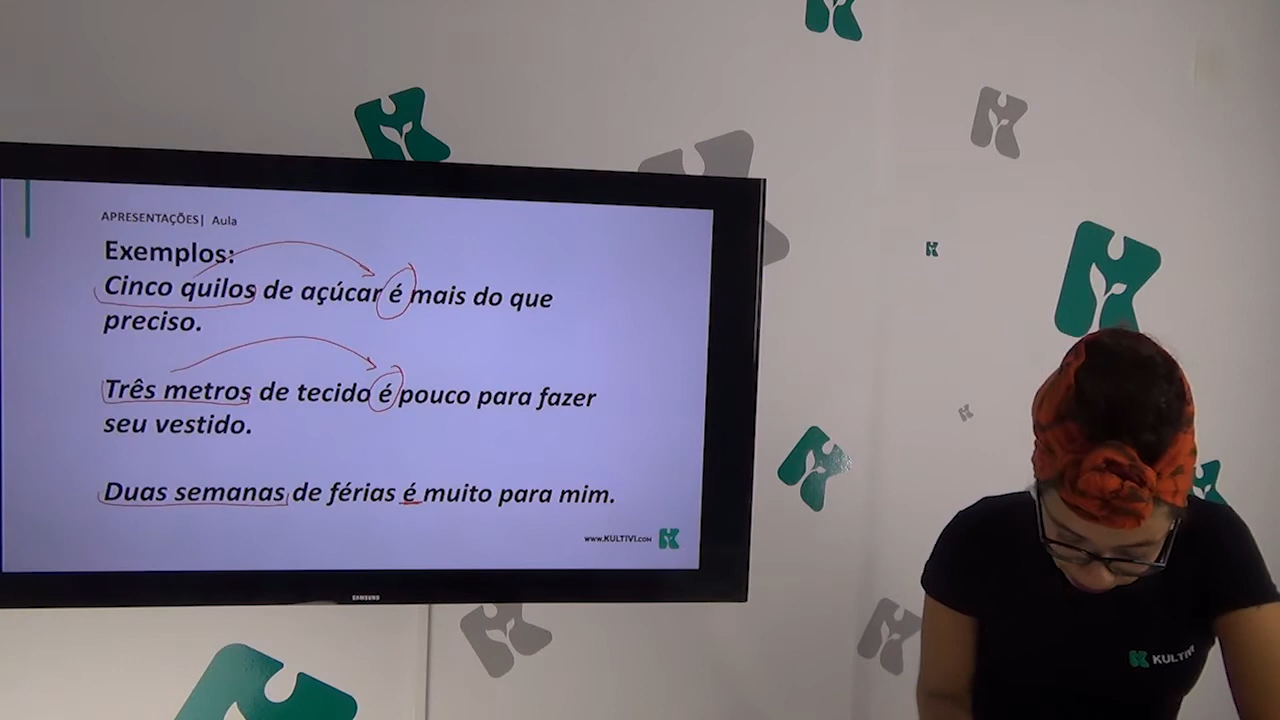 APRESENTAÇÕES| Aula
Exemplos:
Cinco quilos de açúcar é mais do que
preciso.
Três metros de tecido é pouco para fazer
seu vestido.
Duas semanas de férias é muito para mim.
www.KULTIVI.COM
SAMSUNG
KULTIVI